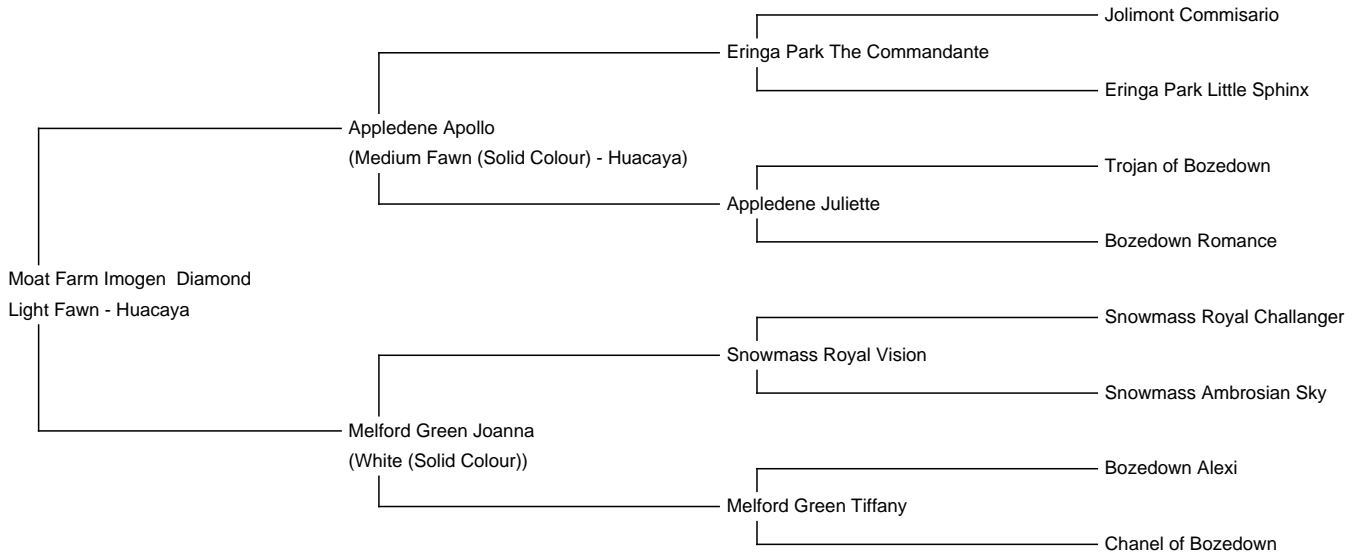 Jolimont Commisario
Eringa Park The Commandante
Eringa Park Little Sphinx
Appledene Apollo
(Medium Fawn (Solid Colour) - Huacaya)
Trojan of Bozedown
Appledene Juliette
Bozedown Romance
Moat Farm Imogen  Diamond
Light Fawn - Huacaya
Snowmass Royal Challanger
Snowmass Royal Vision
Snowmass Ambrosian Sky
Melford Green Joanna
(White (Solid Colour))
Bozedown Alexi
Melford Green Tiffany
Chanel of Bozedown